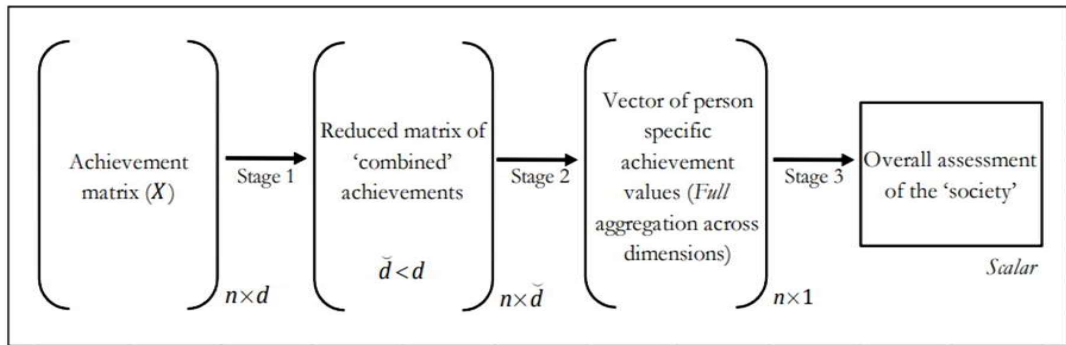 Achievement
matrix (X)
n×d
Stage 1
Reduced matrix of
‘combined’
achievements
d̆<d
n×d̆
Stage 2
Vector of person
specific
achievement
values (Full
aggregation across
dimensions)
n×1
Stage 3
Overall assessment
of the ‘society’
Scalar